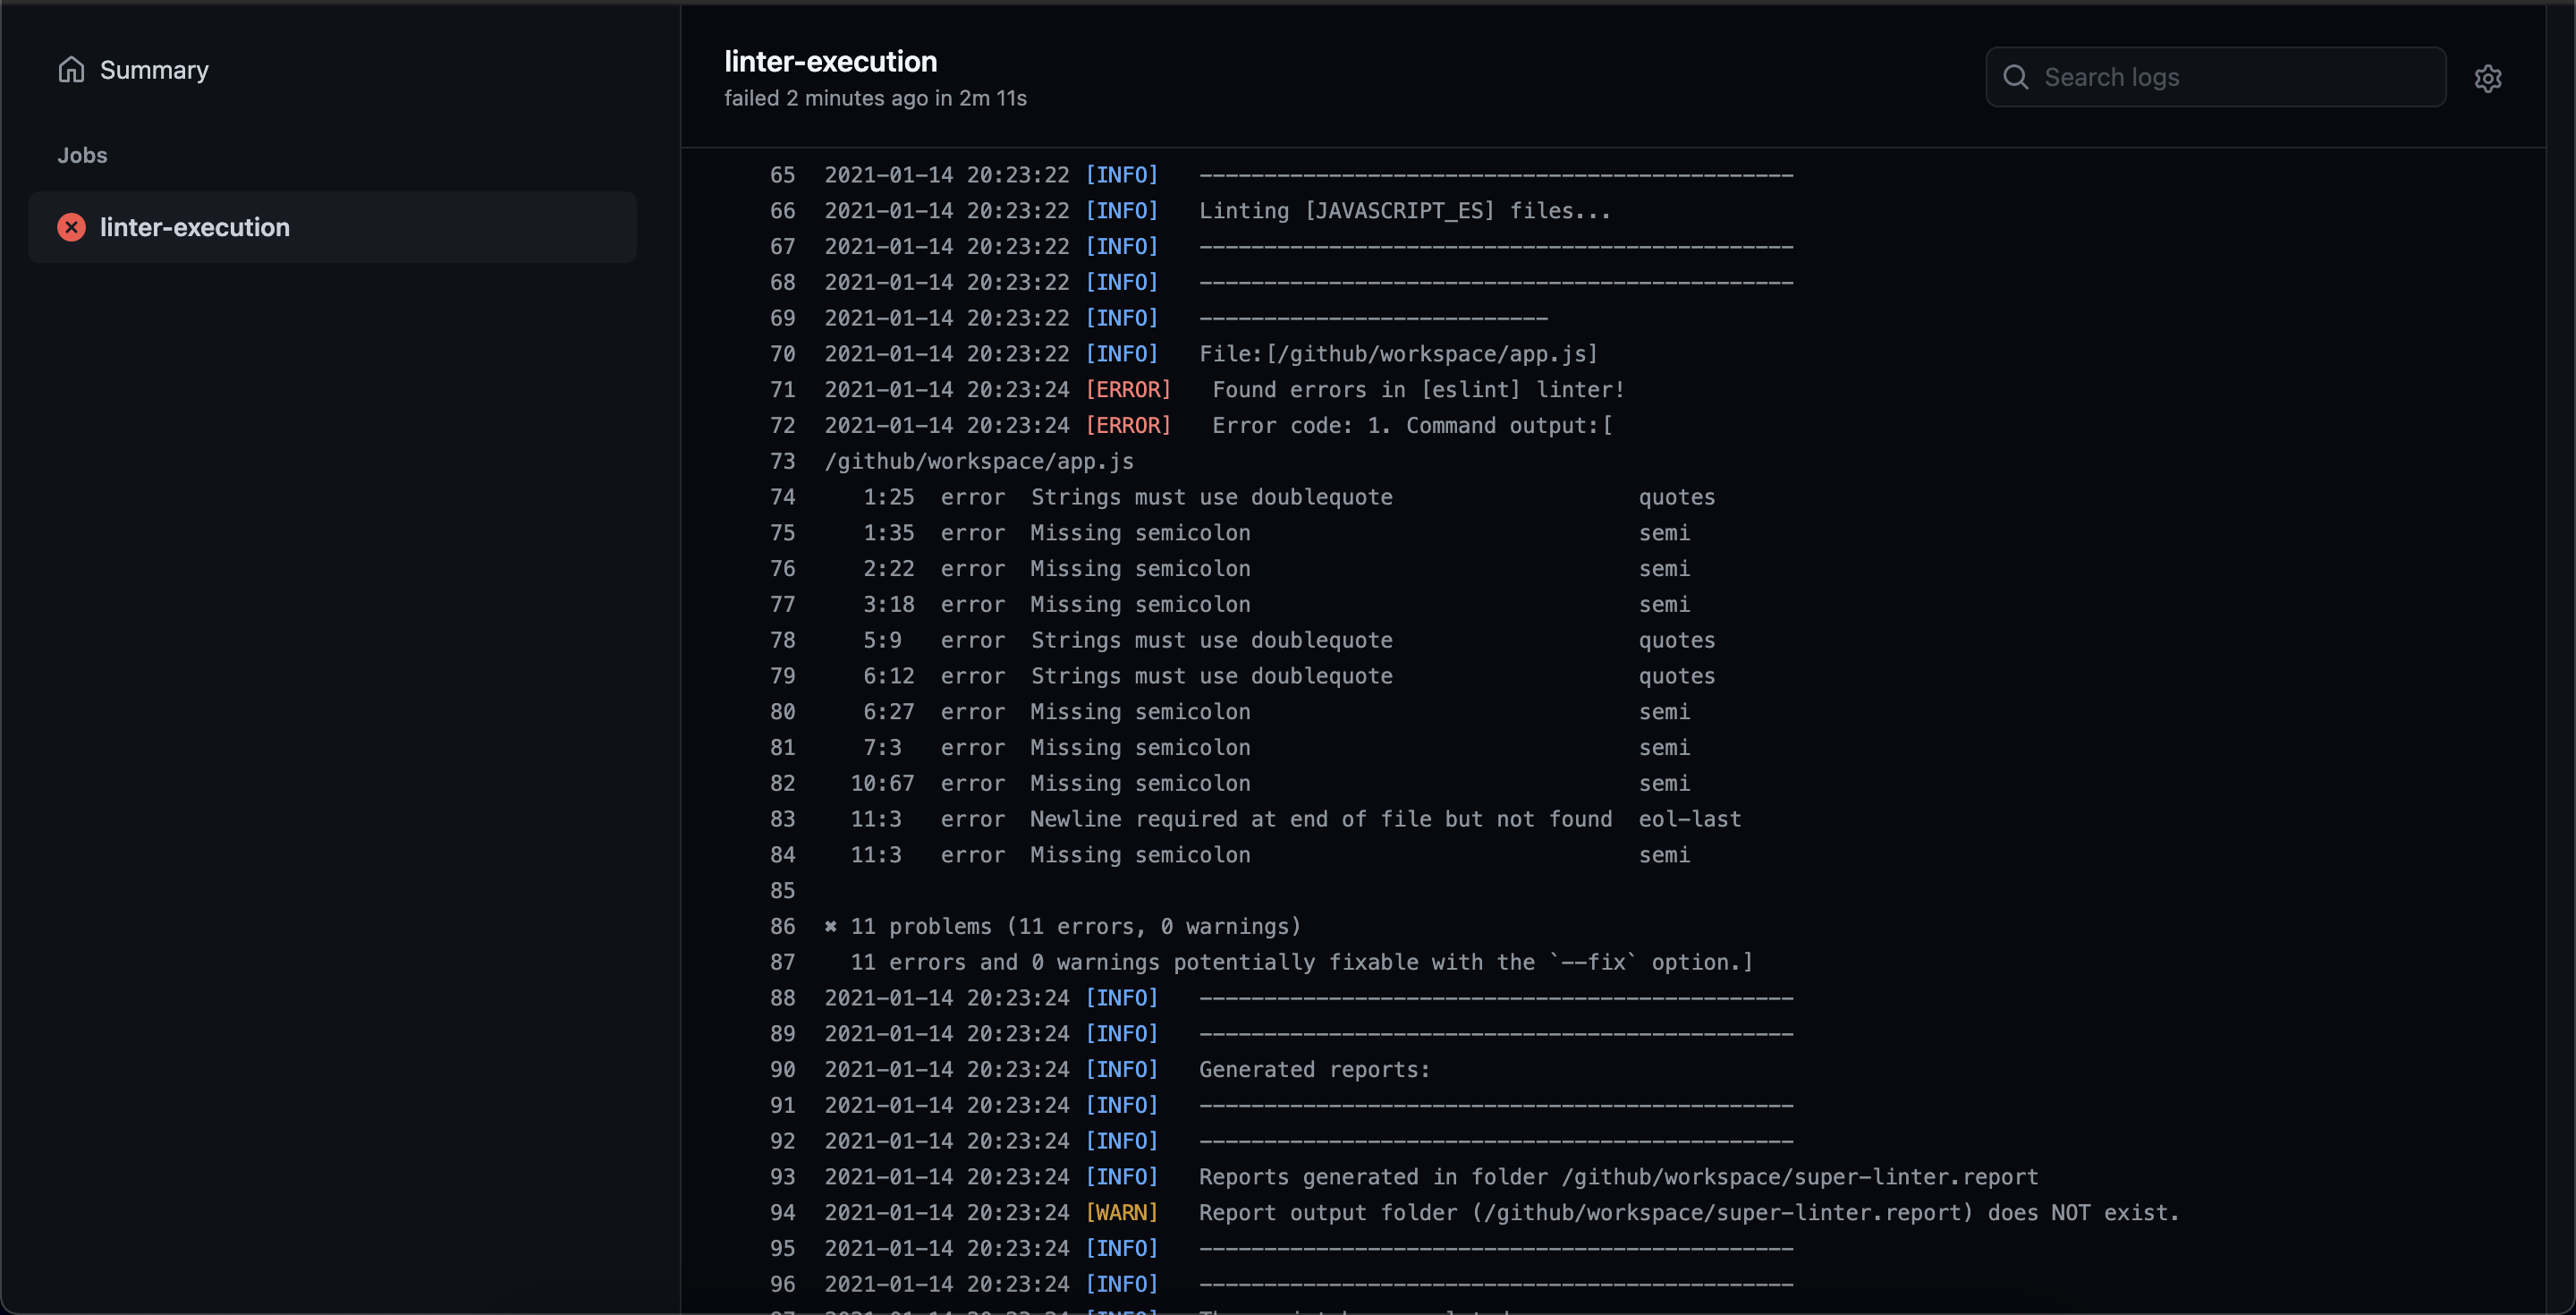 Summary
Jobs
linter-execution
linter-execution
failed 2 minutes ago in 2m 11s
Search logs
65 2021-01-14 20:23:22 [INFO] ----------------------------------------------
66 2021-01-14 20:23:22 [INFO] Linting [JAVASCRIPT_ES] files...
67 2021-01-14 20:23:22 [INFO] ----------------------------------------------
68 2021-01-14 20:23:22 [INFO] ----------------------------------------------
69 2021-01-14 20:23:22 [INFO] ---------------------------
70 2021-01-14 20:23:22 [INFO] File:[/github/workspace/app.js]
71 2021-01-14 20:23:24 [ERROR] Found errors in [eslint] linter!
72 2021-01-14 20:23:24 [ERROR] Error code: 1. Command output:[
73 /github/workspace/app.js
74 1:25 error Strings must use doublequote quotes
75 1:35 error Missing semicolon semi
76 2:22 error Missing semicolon semi
77 3:18 error Missing semicolon semi
78 5:9 error Strings must use doublequote quotes
79 6:12 error Strings must use doublequote quotes
80 6:27 error Missing semicolon semi
81 7:3 error Missing semicolon semi
82 10:67 error Missing semicolon semi
83 11:3 error Newline required at end of file but not found eol-last
84 11:3 error Missing semicolon semi
85
86 ✖ 11 problems (11 errors, 0 warnings)
87 11 errors and 0 warnings potentially fixable with the `--fix` option.]
88 2021-01-14 20:23:24 [INFO] ----------------------------------------------
89 2021-01-14 20:23:24 [INFO] ----------------------------------------------
90 2021-01-14 20:23:24 [INFO] Generated reports:
91 2021-01-14 20:23:24 [INFO] ----------------------------------------------
92 2021-01-14 20:23:24 [INFO] ----------------------------------------------
93 2021-01-14 20:23:24 [INFO] Reports generated in folder /github/workspace/super-linter.report
94 2021-01-14 20:23:24 [WARN] Report output folder (/github/workspace/super-linter.report) does NOT exist.
95 2021-01-14 20:23:24 [INFO] ----------------------------------------------
96 2021-01-14 20:23:24 [INFO] ----------------------------------------------